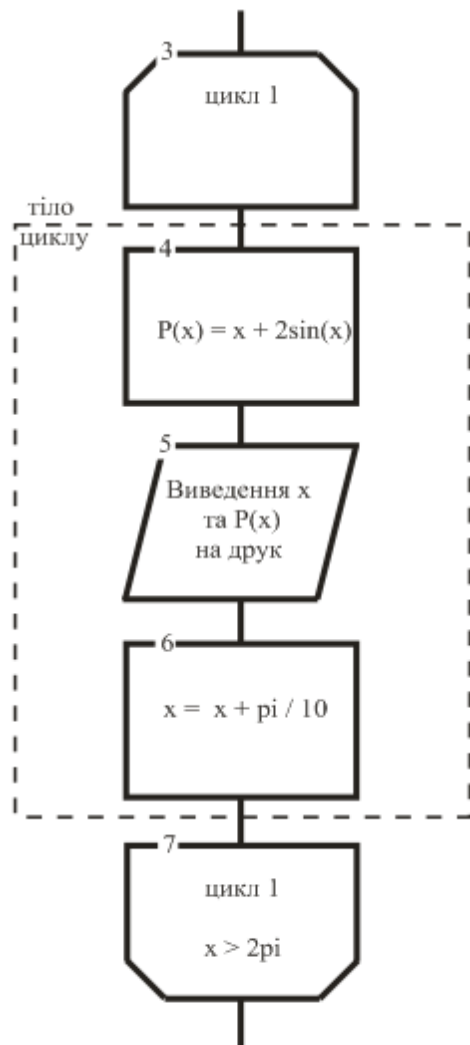 3
цикл 1
тіло
циклу
4
P(x) = x + 2sin(x)
5
Виведення x
та P(x)
на друк
6
x = x + pi / 10
7
цикл 1
x > 2pi